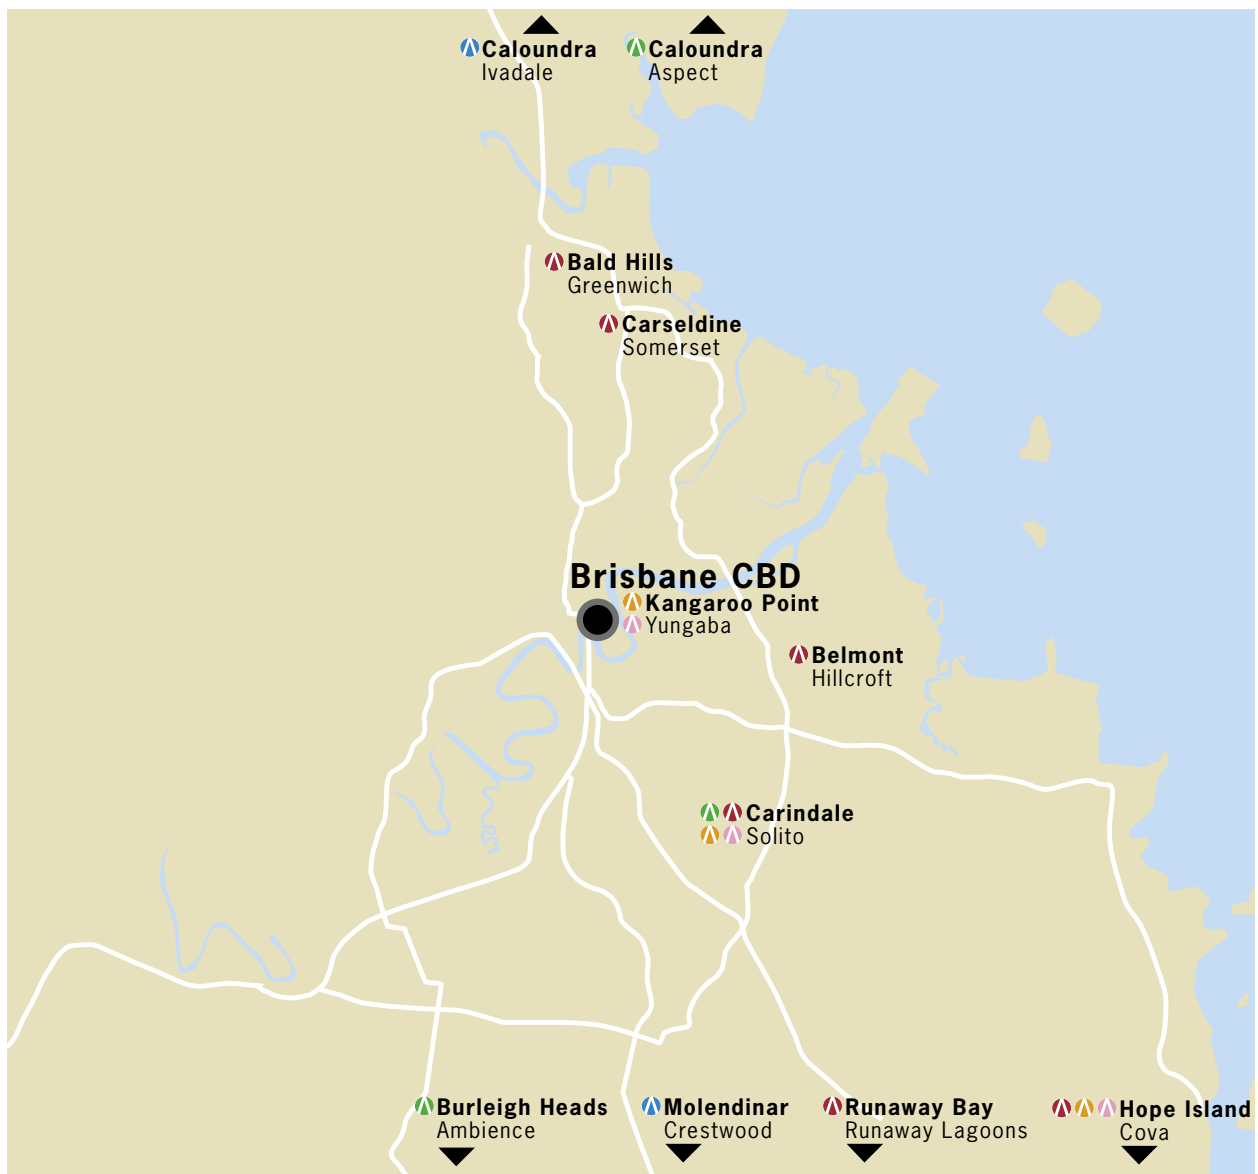 Caloundra
Ivadale
Caloundra
Aspect
Bald Hills
Greenwich
Carseldine
Somerset
Brisbane CBD
Kangaroo Point
Yungaba
Belmont
Hillcroft
Carindale
Solito
Burleigh Heads
Ambience
Molendinar
Crestwood
Runaway Bay
Runaway Lagoons
Hope Island
Cova